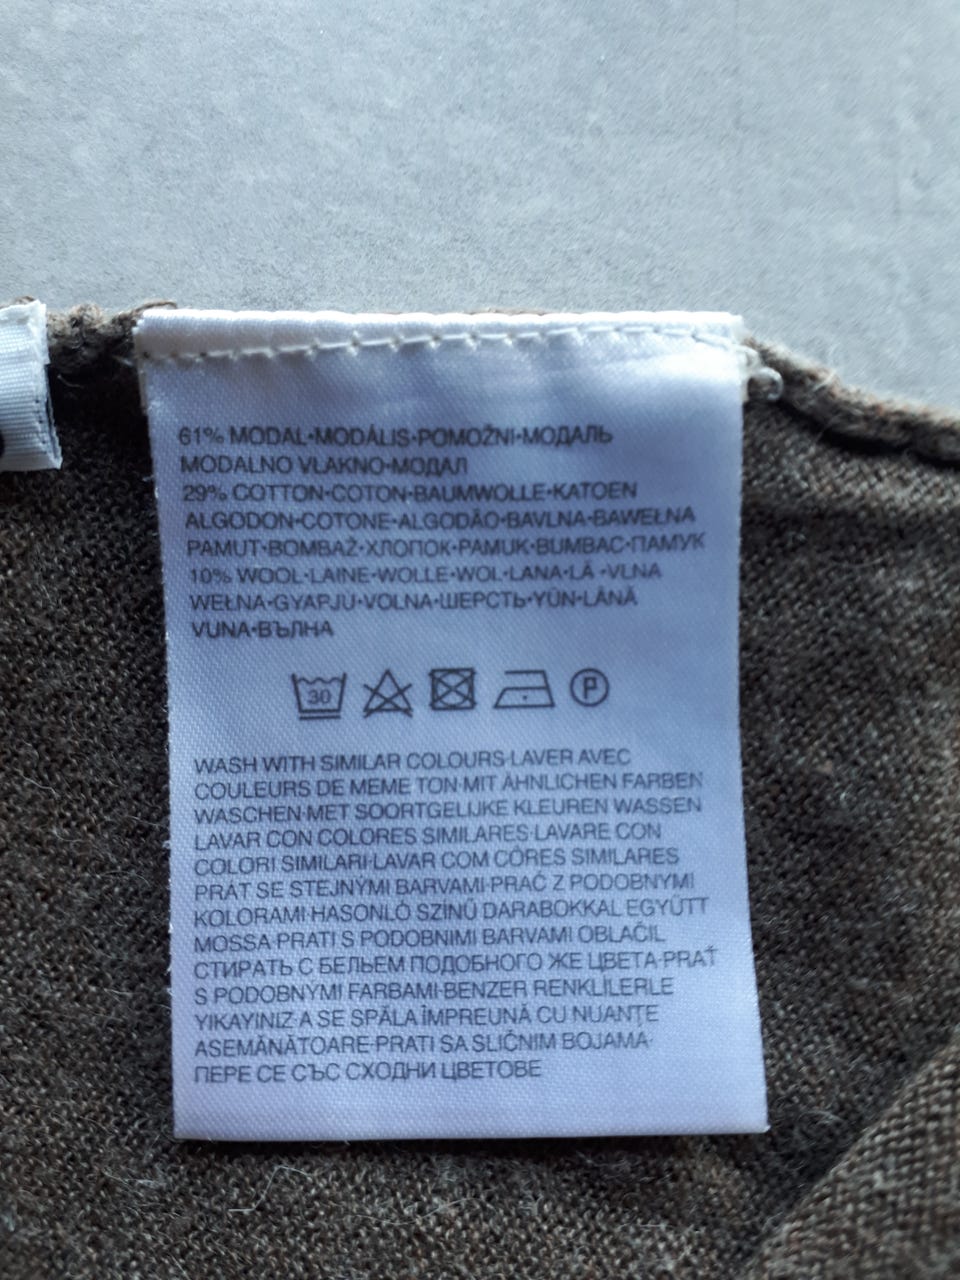 61% MODAL•MODÁLIS•POMOŽNI•МОДАЛЬ
MODALNO VLAKNO•МОДАЛ
29% COTTON•COTON•BAUMWOLLE•KATOEN
ALGODON•COTONE•ALGODÃO•BAVLNA•BAWEŁNA
PAMUT•BOMBAŽ•ХЛОПОК•PAMUK•BUMBAC•ПАМУК
10% WOOL•LAINE•WOLLE•WOL•LANA•LÃ •VLNA
WEŁNA•GYAPJU•VOLNA•ШЕРСТЬ•YÜN•LÂNĂ
VUNA•ВЪЛНА
30 P
WASH WITH SIMILAR COLOURS•LAVER AVEC
COULEURS DE MEME TON•MIT ÄHNLICHEN FARBEN
WASCHEN•MET SOORTGELIJKE KLEUREN WASSEN
LAVAR CON COLORES SIMILARES•LAVARE CON
COLORI SIMILARI•LAVAR COM CÔRES SIMILARES
PRÁT SE STEJNÝMI BARVAMI•PRAĆ Z PODOBNYMI
KOLORAMI•HASONLÓ SZINŰ DARABOKKAL EGYÜTT
MOSSA•PRATI S PODOBNIMI BARVAMI OBLAČIL
СТИРАТЬ С БЕЛЬЕМ ПОДОБНОГО ЖЕ ЦВЕТА•PRAŤ
S PODOBNYMI FARBAMI•BENZER RENKLILERLE
YIKAYINIZ•A SE SPĂLA ÎMPREUNĂ CU NUANȚE
ASEMĂNĂTOARE•PRATI SA SLIČNIM BOJAMA•
ПЕРЕ СЕ СЪС СХОДНИ ЦВЕТОВЕ